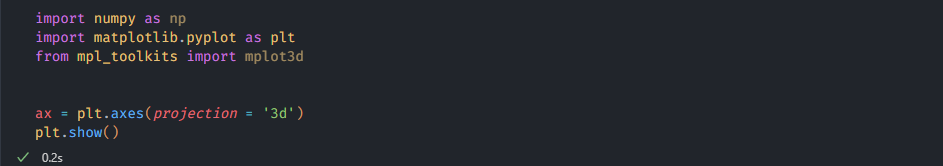 import numpy as np
import matplotlib.pyplot as plt
from mpl_toolkits import mplot3d
ax = plt.axes(projection = '3d')
plt.show()
0.2s